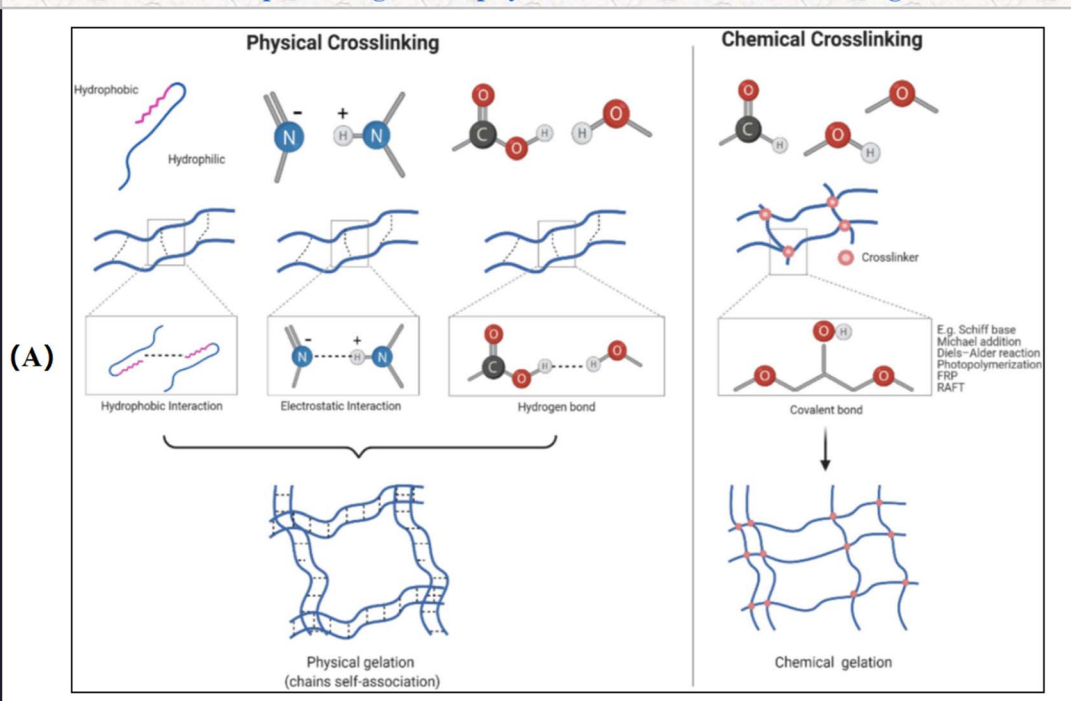 Physical Crosslinking
Chemical Crosslinking
Hydrophobic
Hydrophilic
N
-
+
H
N
O
C
O
H
H
O
O
C
H
O
H
O
Crosslinker
(A)
N
-
+
H
N
O
C
O
H
H
O
O
H
O
O
E.g. Schiff base
Michael addition
Diels–Alder reaction
Photopolymerization
FRP
RAFT
Hydrophobic Interaction
Electrostatic Interaction
Hydrogen bond
Covalent bond
Physical gelation
(chains self-association)
Chemical gelation